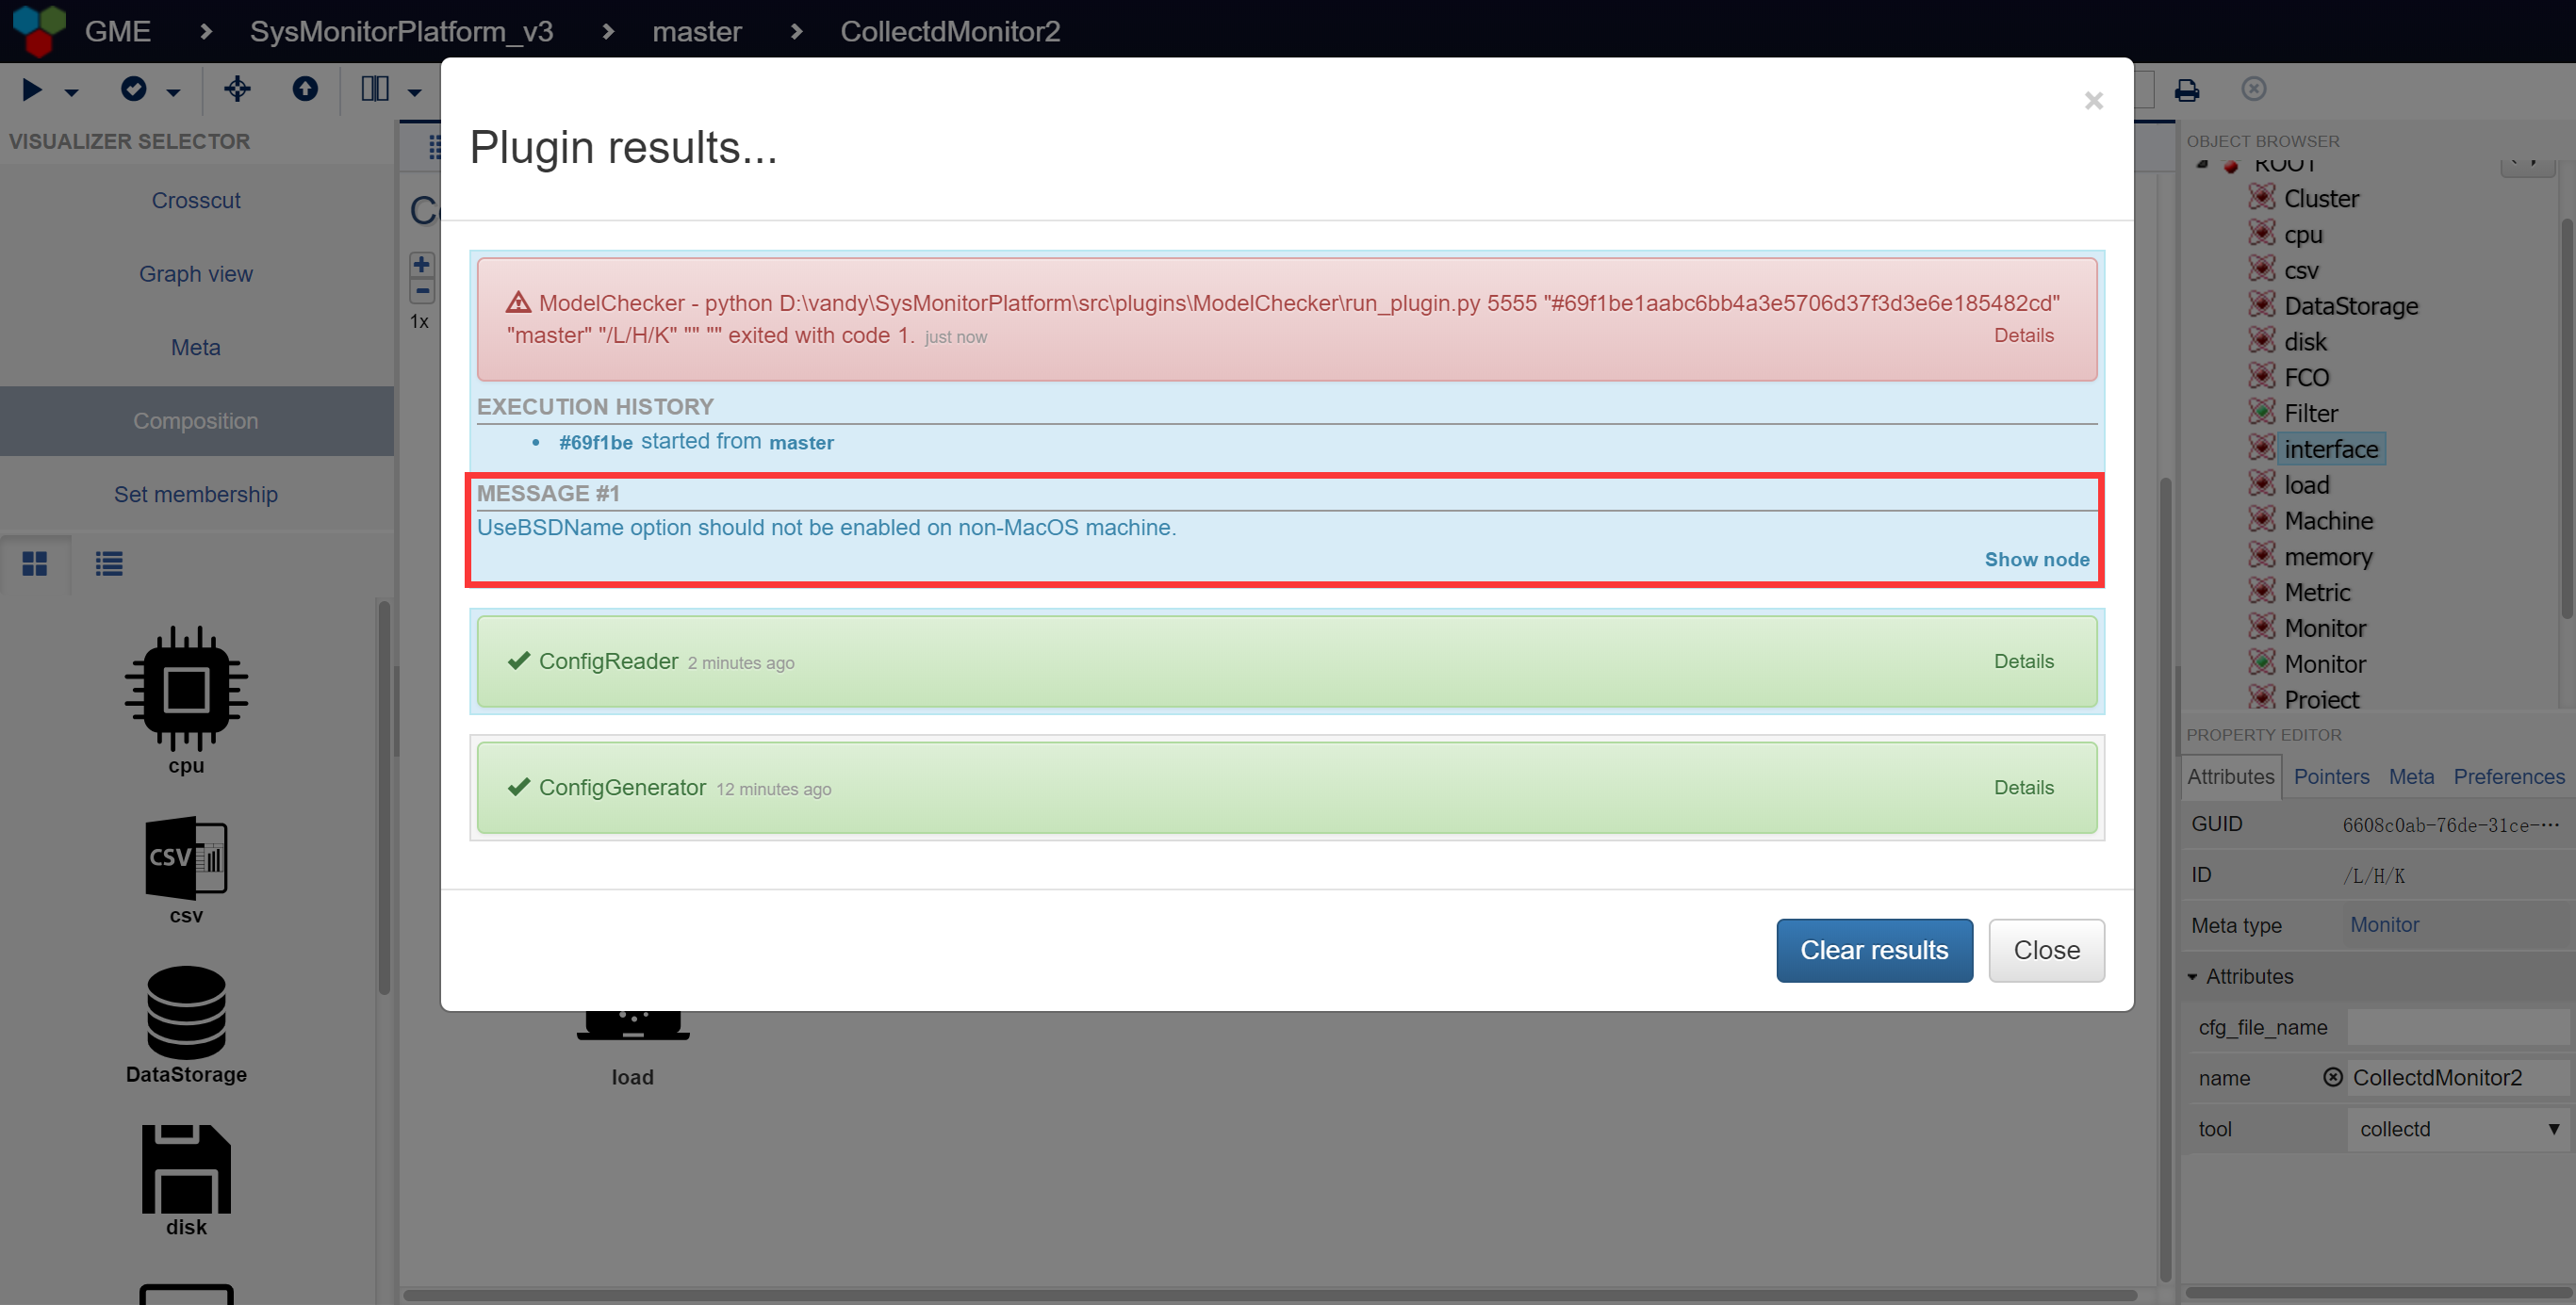 GME > SysMonitorPlatform_v3 > master > CollectdMonitor2
VISUALIZER SELECTOR
Crosscut
Graph view
Meta
Composition
Set membership
cpu
CSV
csv
DataStorage
disk
1x
Plugin results...
×
ModelChecker - python D:\vandy\SysMonitorPlatform\src\plugins\ModelChecker\run_plugin.py 5555 "#69f1be1aabc6bb4a3e5706d37f3d3e6e185482cd"
"master" "/L/H/K" "" "" exited with code 1. just now Details
EXECUTION HISTORY
• #69f1be started from master
MESSAGE #1
UseBSDName option should not be enabled on non-MacOS machine.
Show node
ConfigReader 2 minutes ago Details
ConfigGenerator 12 minutes ago Details
Clear results Close
load
OBJECT BROWSER
ROOT
Cluster
cpu
csv
DataStorage
disk
FCO
Filter
interface
load
Machine
memory
Metric
Monitor
Monitor
Project
PROPERTY EDITOR
Attributes Pointers Meta Preferences
GUID 6608c0ab-76de-31ce-···
ID /L/H/K
Meta type Monitor
Attributes
cfg_file_name
name CollectdMonitor2
tool collectd